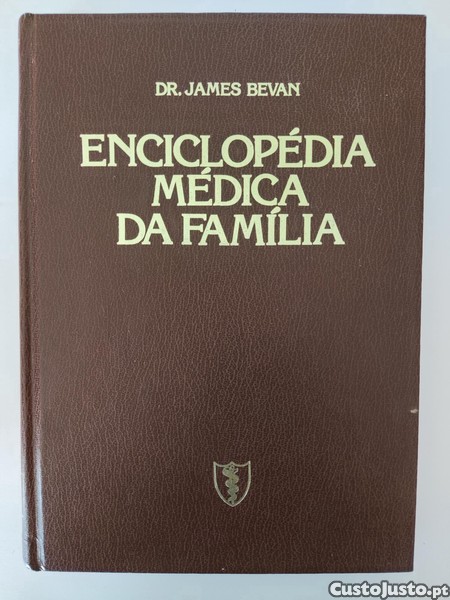 DR. JAMES BEVAN
ENCICLOPÉDIA
MÉDICA
DA FAMÍLIA
CustoJusto.pt